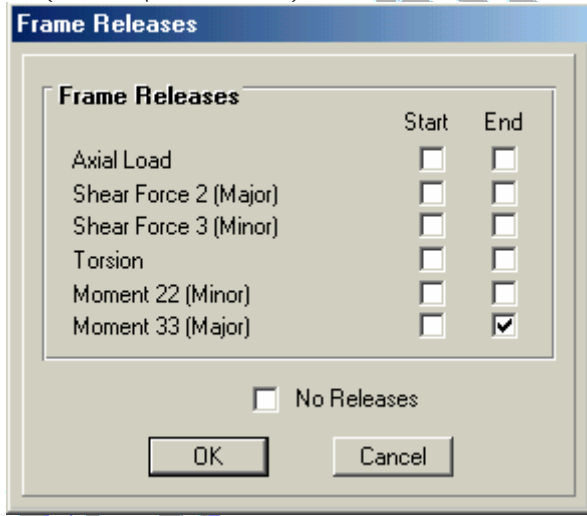 Frame Releases
Frame Releases
Start End
Axial Load
Shear Force 2 (Major)
Shear Force 3 (Minor)
Torsion
Moment 22 (Minor)
Moment 33 (Major)
No Releases
OK Cancel